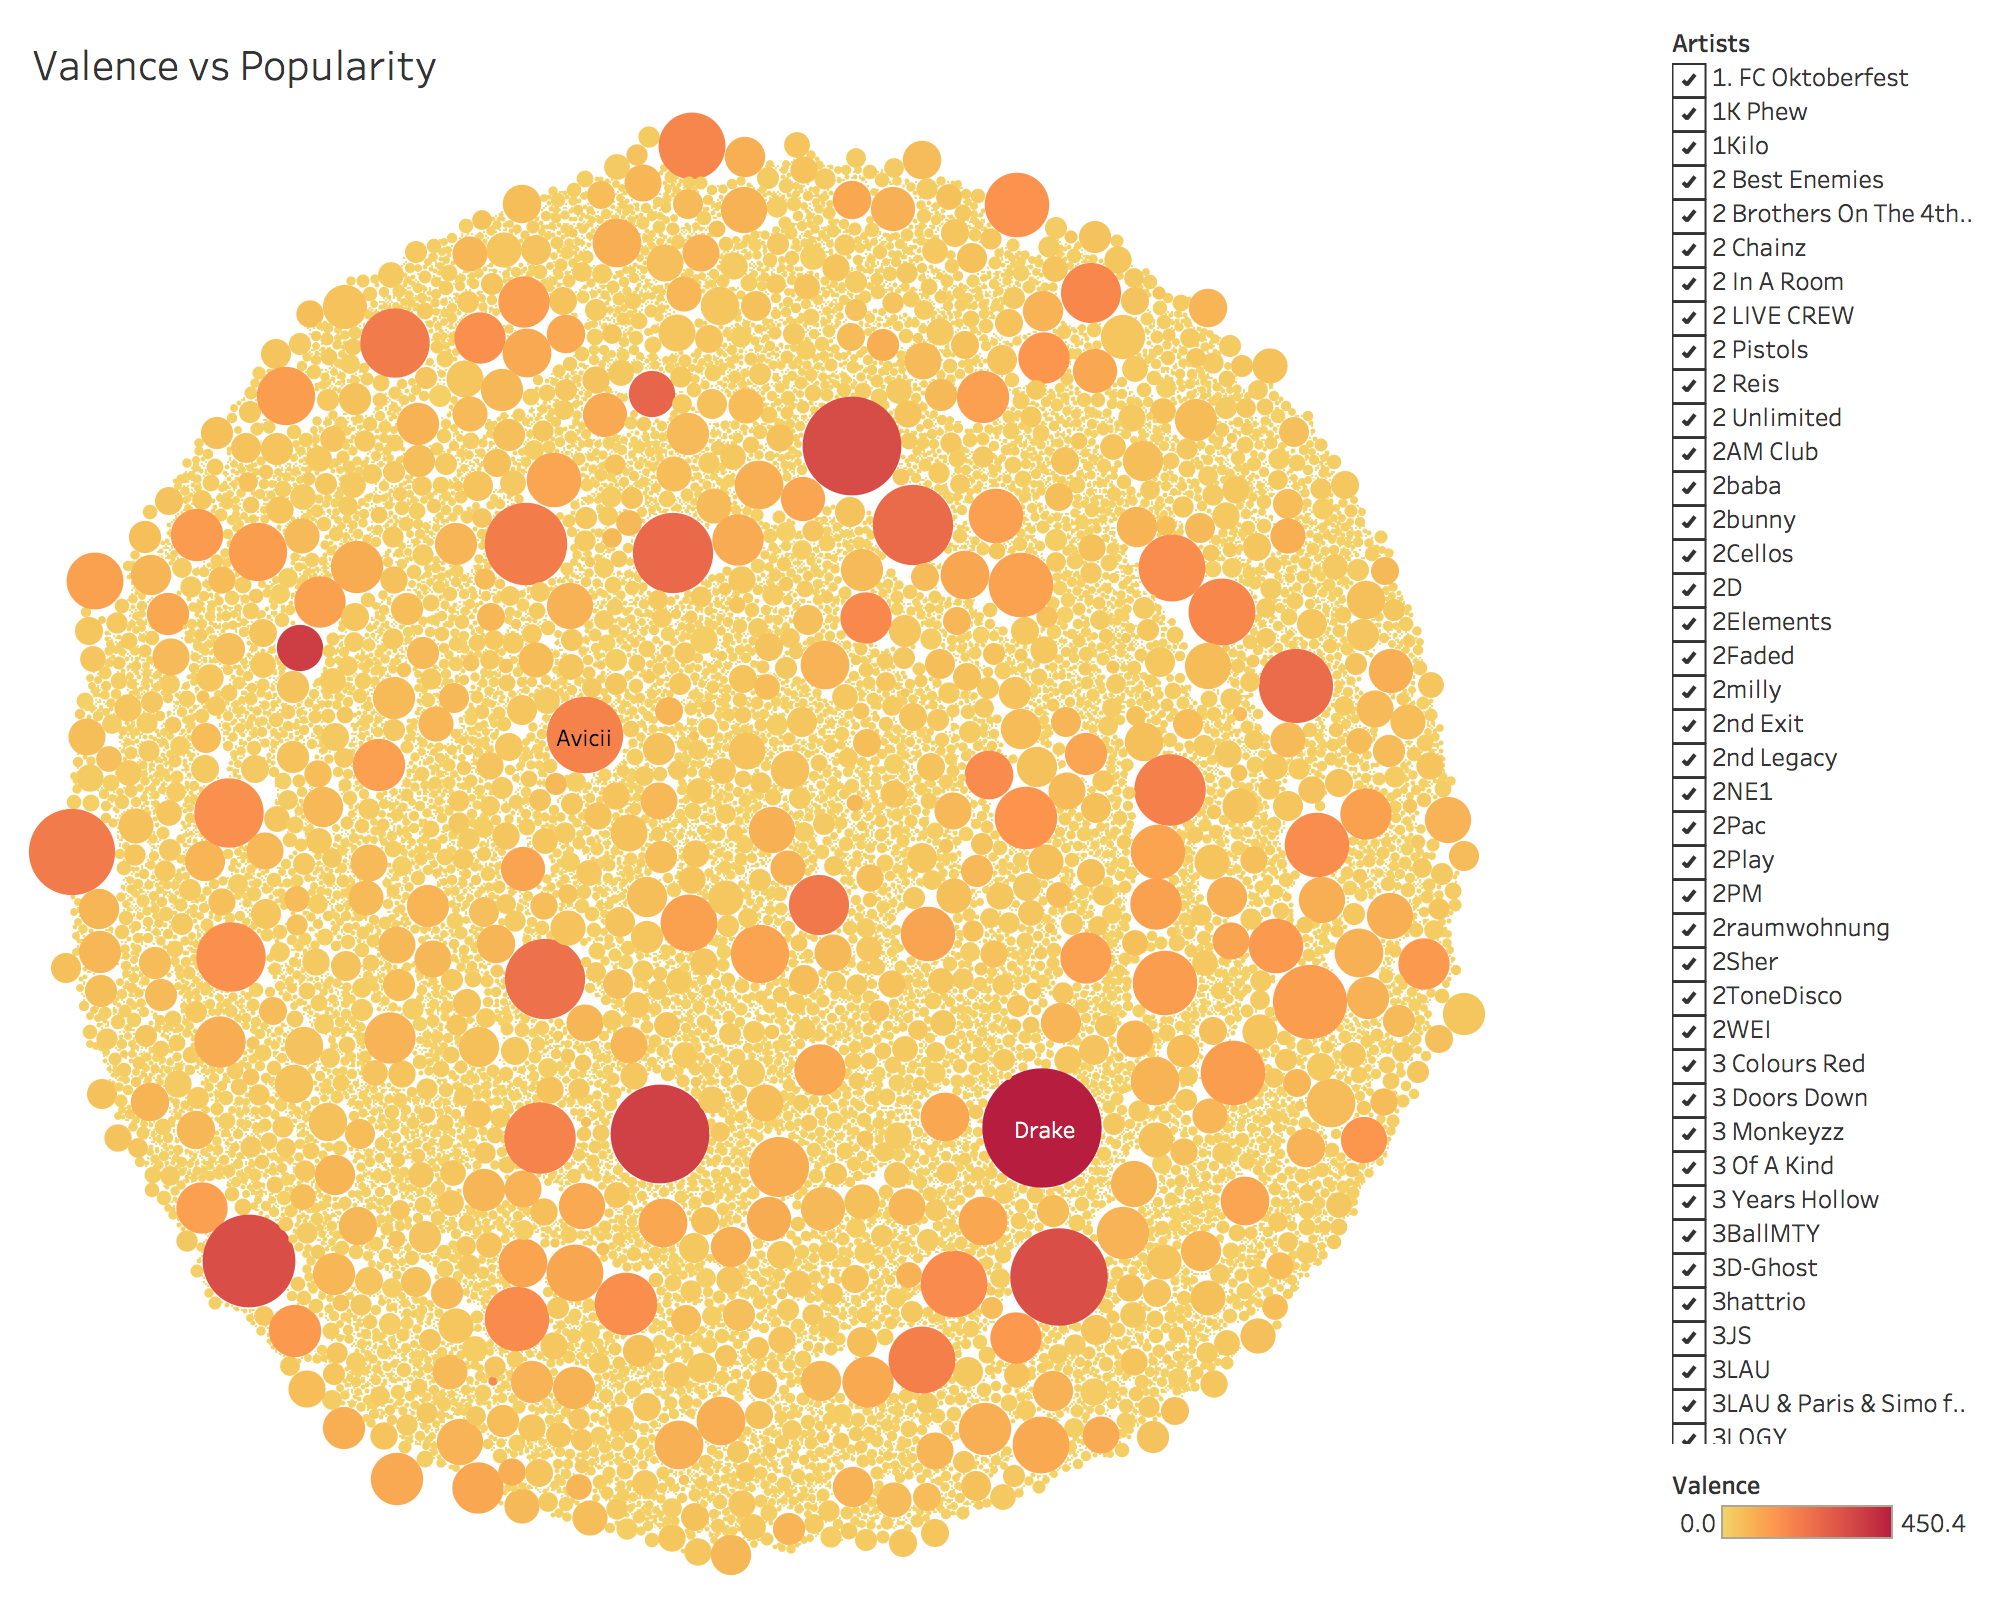 Valence vs Popularity
Avicii
Drake
Artists
1. FC Oktoberfest
1K Phew
1Kilo
2 Best Enemies
2 Brothers On The 4th..
2 Chainz
2 In A Room
2 LIVE CREW
2 Pistols
2 Reis
2 Unlimited
2AM Club
2baba
2bunny
2Cellos
2D
2Elements
2Faded
2milly
2nd Exit
2nd Legacy
2NE1
2Pac
2Play
2PM
2raumwohnung
2Sher
2ToneDisco
2WEI
3 Colours Red
3 Doors Down
3 Monkeyzz
3 Of A Kind
3 Years Hollow
3BallMTY
3D-Ghost
3hattrio
3JS
3LAU
3LAU & Paris & Simo f..
3LOGY
Valence
0.0 450.4